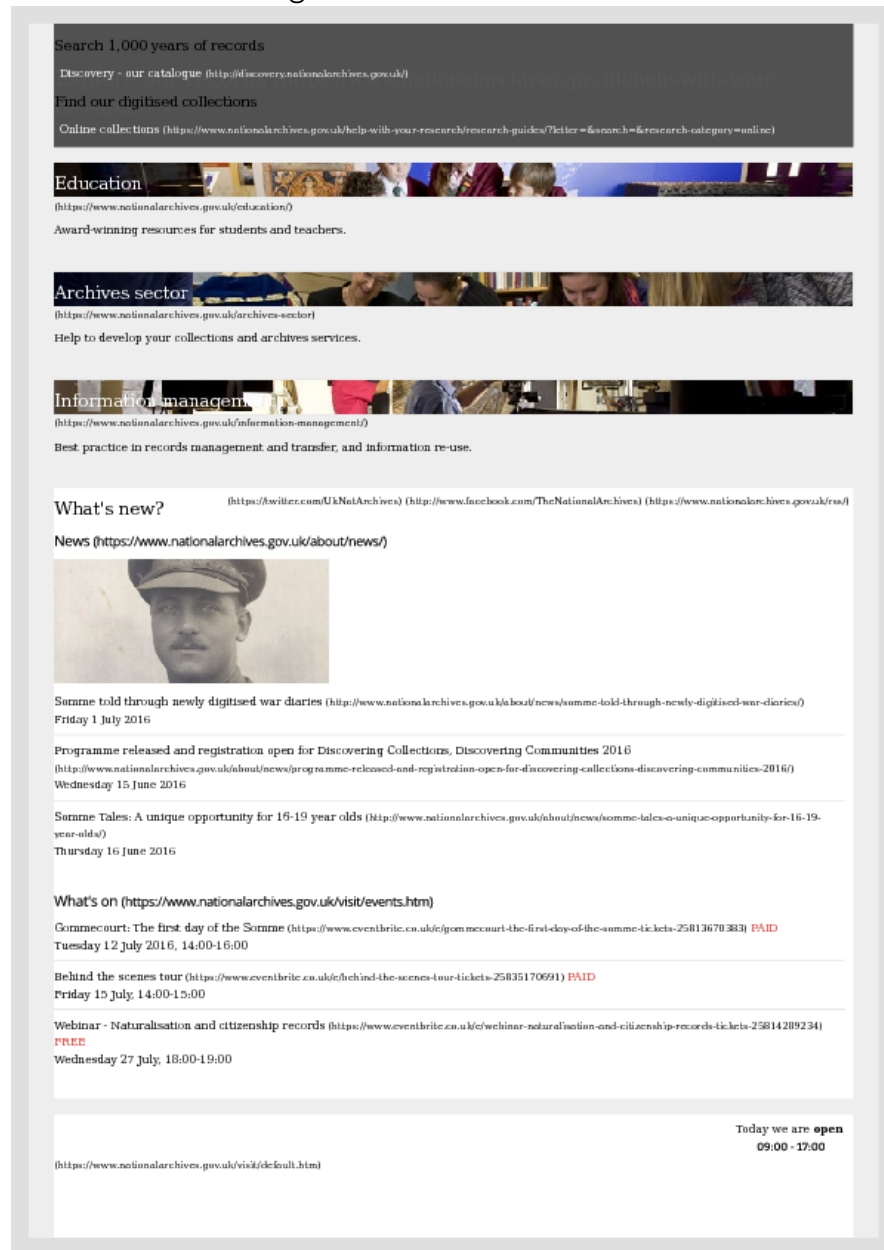 Search 1,000 years of records
Discovery - our catalogue (http://discovery.nationalarchives.gov.uk/)
nationalarchives.gov.uk/help-with-your-
Find our digitised collections
Online collections (https://www.nationalarchives.gov.uk/help-with-your-research/research-guides/?letter=&search=&research-category=online)
Education
(https://www.nationalarchives.gov.uk/education/)
Award-winning resources for students and teachers.
Archives sector
(https://www.nationalarchives.gov.uk/archives-sector)
Help to develop your collections and archives services.
Information management
(https://www.nationalarchives.gov.uk/information-management/)
Best practice in records management and transfer, and information re-use.
What's new?
(https://twitter.com/UkNatArchives) (http://www.facebook.com/TheNationalArchives) (https://www.nationalarchives.gov.uk/rss/)
News (https://www.nationalarchives.gov.uk/about/news/)
Somme told through newly digitised war diaries (http://www.nationalarchives.gov.uk/about/news/somme-told-through-newly-digitised-war-diaries/)
Friday 1 July 2016
Programme released and registration open for Discovering Collections, Discovering Communities 2016
(http://www.nationalarchives.gov.uk/about/news/programme-released-and-registration-open-for-discovering-collections-discovering-communities-2016/)
Wednesday 15 June 2016
Somme Tales: A unique opportunity for 16-19 year olds (http://www.nationalarchives.gov.uk/about/news/somme-tales-a-unique-opportunity-for-16-19-
year-olds/)
Thursday 16 June 2016
What's on (https://www.nationalarchives.gov.uk/visit/events.htm)
Gommecourt: The first day of the Somme (https://www.eventbrite.co.uk/e/gommecourt-the-first-day-of-the-somme-tickets-25813670383) PAID
Tuesday 12 July 2016, 14:00-16:00
Behind the scenes tour (https://www.eventbrite.co.uk/e/behind-the-scenes-tour-tickets-25835170691) PAID
Friday 15 July, 14:00-15:00
Webinar - Naturalisation and citizenship records (https://www.eventbrite.co.uk/e/webinar-naturalisation-and-citizenship-records-tickets-25814289234)
FREE
Wednesday 27 July, 18:00-19:00
Today we are open
09:00 - 17:00
(https://www.nationalarchives.gov.uk/visit/default.htm)